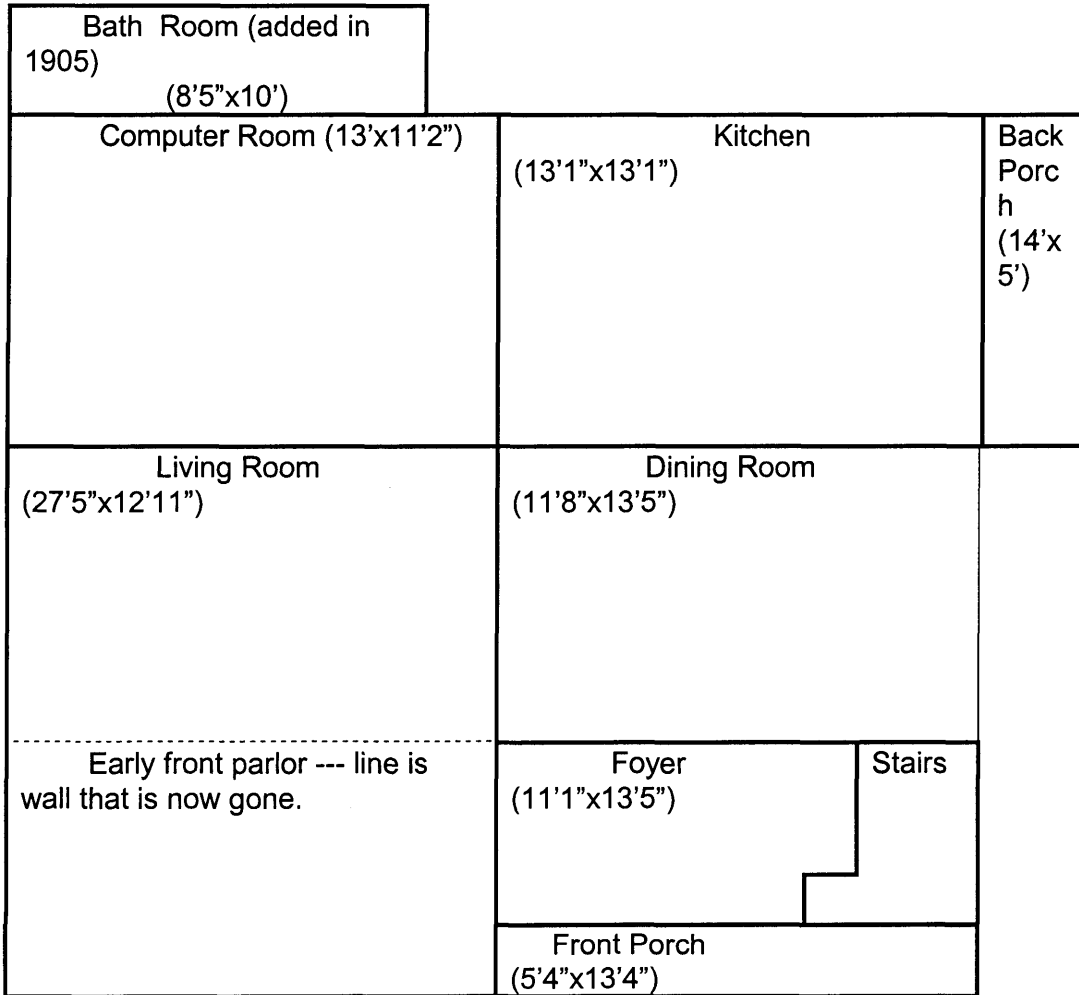 Bath Room (added in
1905)
(8'5"x10')
Computer Room (13'x11'2")
Kitchen
(13'1"x13'1")
Back
Porc
h
(14'x
5')
Living Room
(27'5"x12'11")
Dining Room
(11'8"x13'5")
Early front parlor --- line is
wall that is now gone.
Foyer
(11'1"x13'5")
Stairs
Front Porch
(5'4"x13'4")